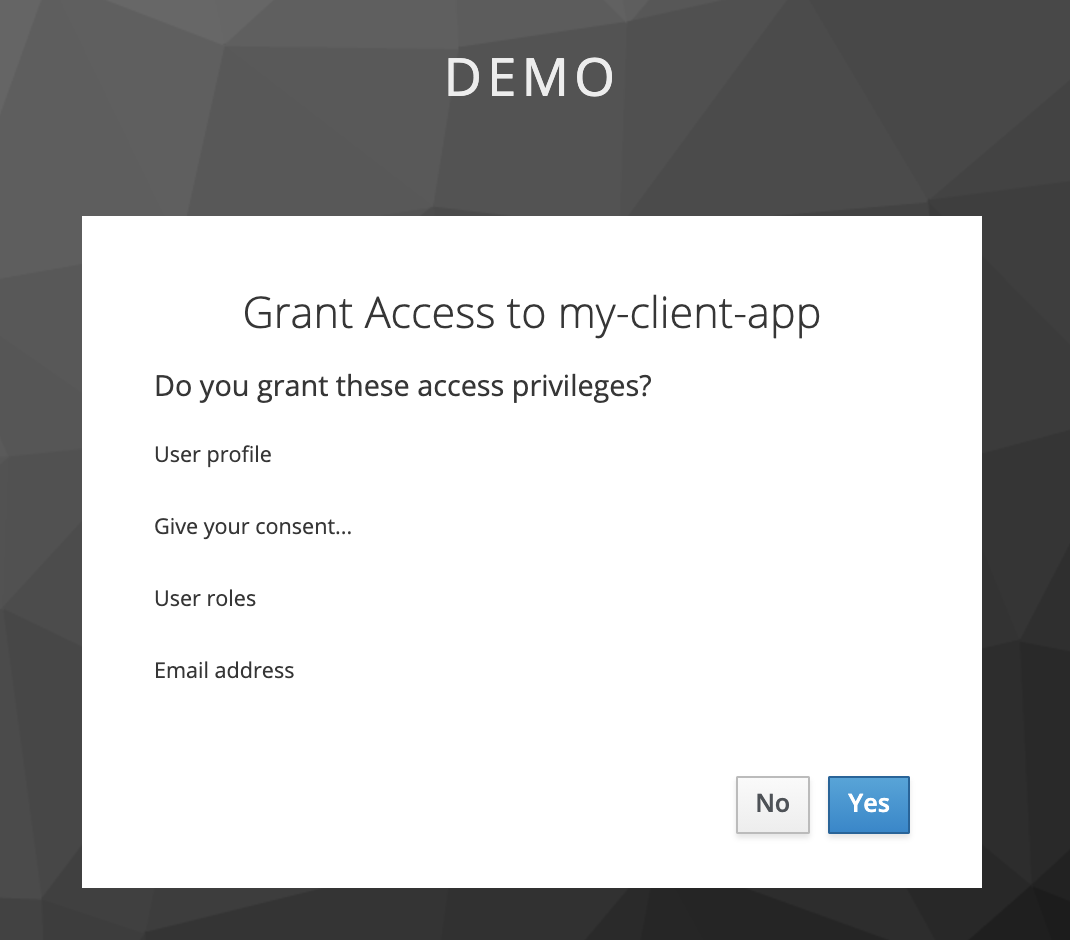 DEMO
Grant Access to my-client-app
Do you grant these access privileges?
User profile
Give your consent...
User roles
Email address
No
Yes